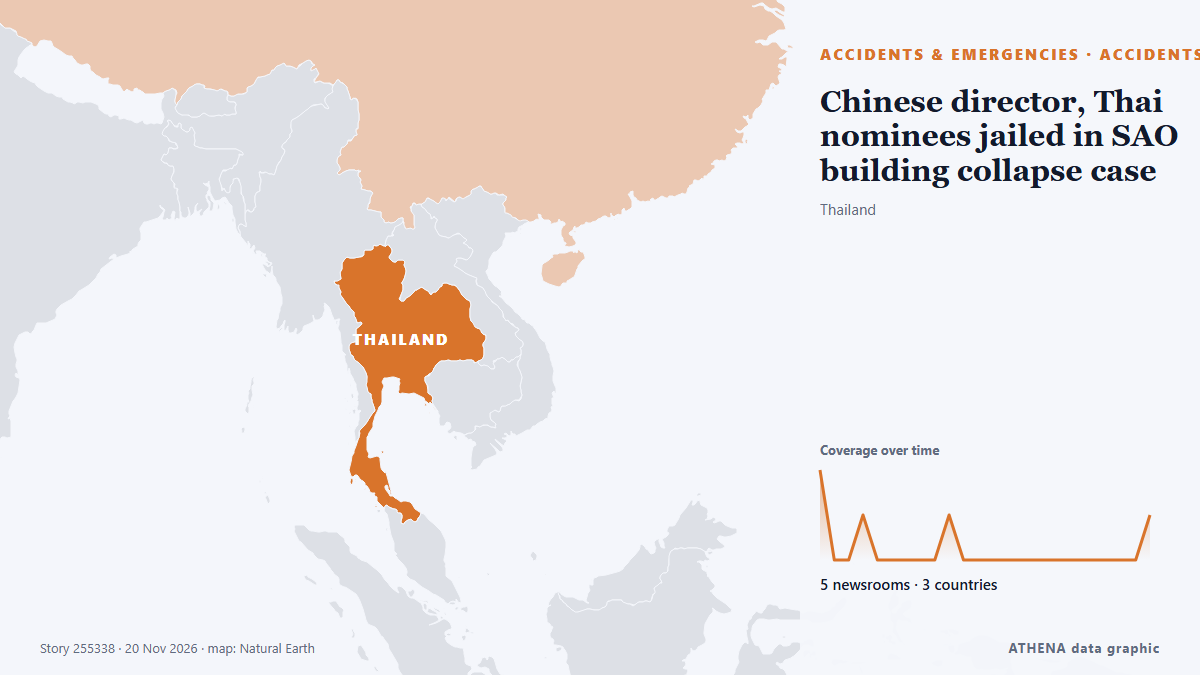 ACCIDENTS & EMERGENCIES · ACCIDENTS
Chinese director, Thai
nominees jailed in SAO
building collapse case
Thailand
THAILAND
Coverage over time
5 newsrooms · 3 countries
Story 255338 · 20 Nov 2026 · map: Natural Earth
ATHENA data graphic